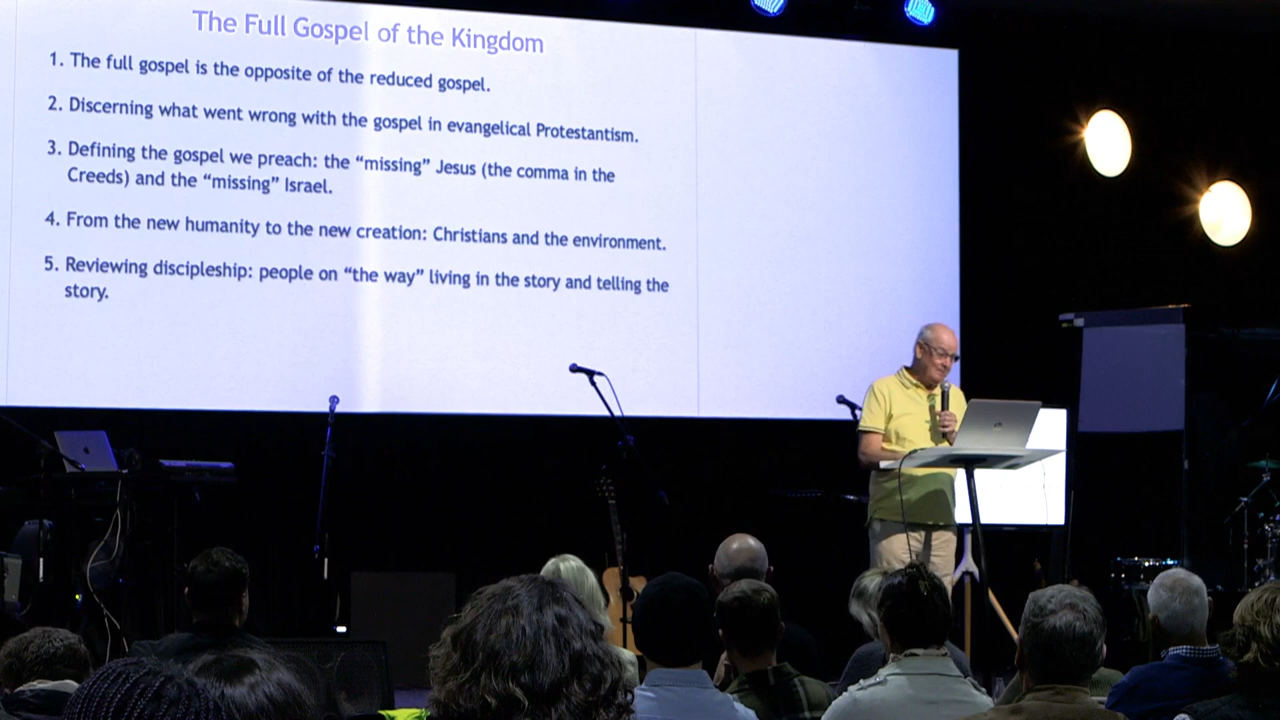 The Full Gospel of the Kingdom
1. The full gospel is the opposite of the reduced gospel.
2. Discerning what went wrong with the gospel in evangelical Protestantism.
3. Defining the gospel we preach: the “missing” Jesus (the comma in the
Creeds) and the “missing” Israel.
4. From the new humanity to the new creation: Christians and the environment.
5. Reviewing discipleship: people on “the way” living in the story and telling the
story.